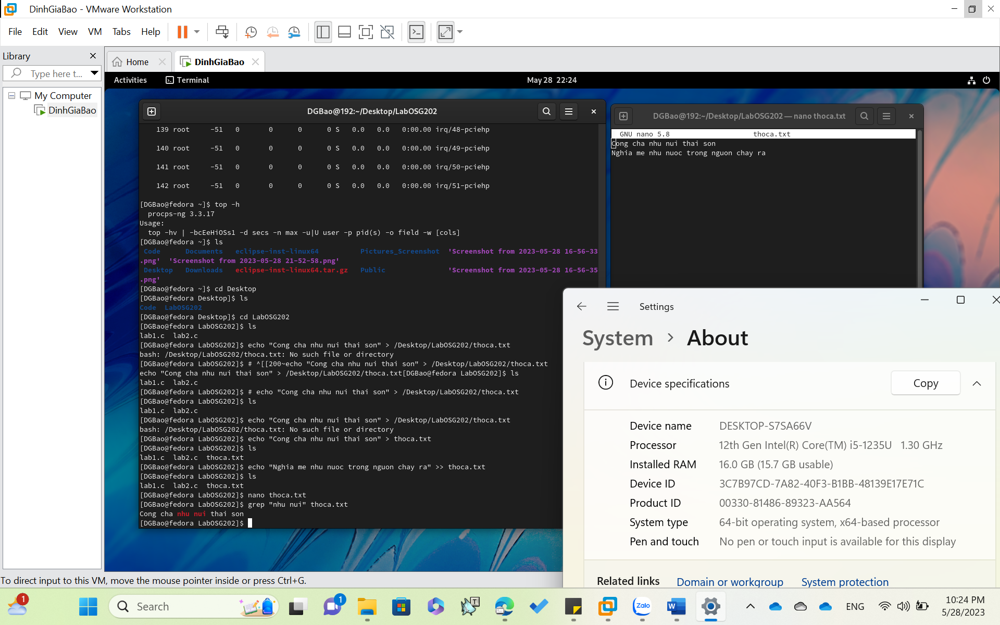 DinhGiaBao - VMware Workstation
File Edit View VM Tabs Help
Library
Type here t...
My Computer
DinhGiaBao
Home
DinhGiaBao
Activities Terminal May 28 22:24
DGBao@192:~/Desktop/LabOSG202
139 root -51 0 0 0 S 0.0 0.0 0:00.00 irq/48-pciehp
140 root -51 0 0 0 S 0.0 0.0 0:00.00 irq/49-pciehp
141 root -51 0 0 0 S 0.0 0.0 0:00.00 irq/50-pciehp
142 root -51 0 0 0 S 0.0 0.0 0:00.00 irq/51-pciehp
[DGBao@fedora ~]$ top -h
procps-ng 3.3.17
Usage:
top -hv | -bcEeHiOSs1 -d secs -n max -u|U user -p pid(s) -o field -w [cols]
[DGBao@fedora ~]$ ls
Code Documents eclipse-inst-linux64 Pictures_Screenshot 'Screenshot from 2023-05-28 16-56-33
.png' 'Screenshot from 2023-05-28 21-52-58.png'
Desktop Downloads eclipse-inst-linux64.tar.gz Public 'Screenshot from 2023-05-28 16-56-35
.png'
[DGBao@fedora ~]$ cd Desktop
[DGBao@fedora Desktop]$ ls
Code LabOSG202
[DGBao@fedora Desktop]$ cd LabOSG202
[DGBao@fedora LabOSG202]$ ls
lab1.c lab2.c
[DGBao@fedora LabOSG202]$ echo "Cong cha nhu nui thai son" > /Desktop/LabOSG202/thoca.txt
bash: /Desktop/LabOSG202/thoca.txt: No such file or directory
[DGBao@fedora LabOSG202]$ # ^[[200~echo "Cong cha nhu nui thai son" > /Desktop/LabOSG202/thoca.txt
echo "Cong cha nhu nui thai son" > /Desktop/LabOSG202/thoca.txt[DGBao@fedora LabOSG202]$ ls
lab1.c lab2.c
[DGBao@fedora LabOSG202]$ # echo "Cong cha nhu nui thai son" > /Desktop/LabOSG202/thoca.txt
[DGBao@fedora LabOSG202]$ ls
lab1.c lab2.c
[DGBao@fedora LabOSG202]$ echo "Cong cha nhu nui thai son" > /Desktop/LabOSG202/thoca.txt
bash: /Desktop/LabOSG202/thoca.txt: No such file or directory
[DGBao@fedora LabOSG202]$ echo "Cong cha nhu nui thai son" > thoca.txt
[DGBao@fedora LabOSG202]$ ls
lab1.c lab2.c thoca.txt
[DGBao@fedora LabOSG202]$ echo "Nghia me nhu nuoc trong nguon chay ra" >> thoca.txt
[DGBao@fedora LabOSG202]$ ls
lab1.c lab2.c thoca.txt
[DGBao@fedora LabOSG202]$ nano thoca.txt
[DGBao@fedora LabOSG202]$ grep "nhu nui" thoca.txt
Cong cha nhu nui thai son
[DGBao@fedora LabOSG202]$
DGBao@192:~/Desktop/LabOSG202 — nano thoca.txt
GNU nano 5.8 thoca.txt
Cong cha nhu nui thai son
Nghia me nhu nuoc trong nguon chay ra
Settings
System > About
Device specifications Copy
Device name DESKTOP-S7SA66V
Processor 12th Gen Intel(R) Core(TM) i5-1235U 1.30 GHz
Installed RAM 16.0 GB (15.7 GB usable)
Device ID 3C7B97CD-7A82-40F3-B1BB-48139E17E71C
Product ID 00330-81486-89323-AA564
System type 64-bit operating system, x64-based processor
Pen and touch No pen or touch input is available for this display
Related links Domain or workgroup System protection
To direct input to this VM, move the mouse pointer inside or press Ctrl+G.
1
Search
1
T
Zalo
W
ENG
10:24 PM
5/28/2023